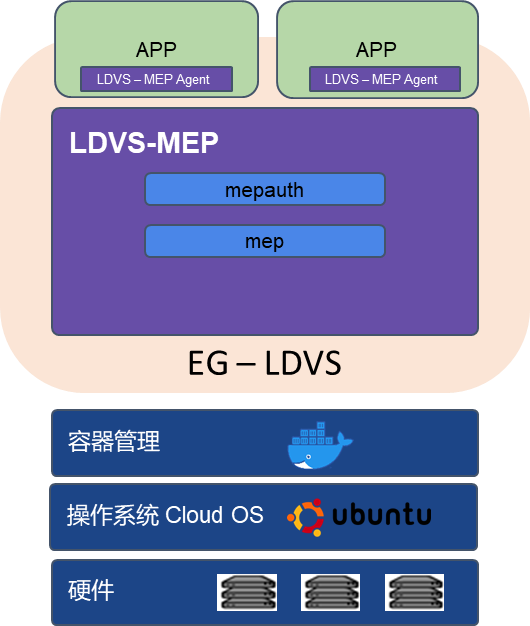 APP
LDVS – MEP Agent
APP
LDVS – MEP Agent
LDVS-MEP
mepauth
mep
EG – LDVS
容器管理
操作系统 Cloud OS
ubuntu
硬件